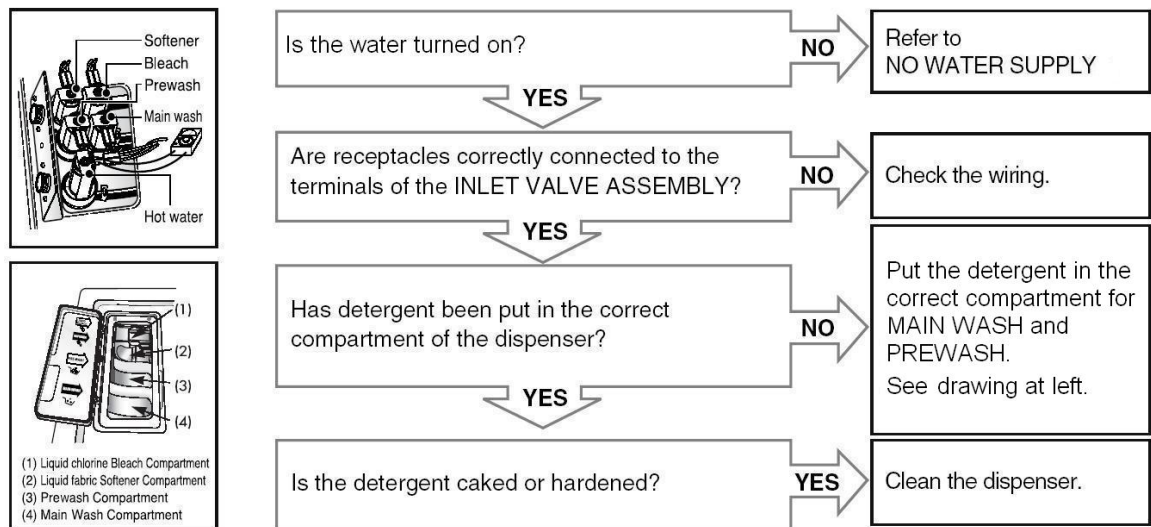 Softener
Bleach
Prewash
Main wash
Hot water
(1)
(2)
(3)
(4)
(1) Liquid chlorine Bleach Compartment
(2) Liquid fabric Softener Compartment
(3) Prewash Compartment
(4) Main Wash Compartment
Is the water turned on?
NO
Refer to
NO WATER SUPPLY
YES
Are receptacles correctly connected to the
terminals of the INLET VALVE ASSEMBLY?
NO
Check the wiring.
YES
Has detergent been put in the correct
compartment of the dispenser?
NO
Put the detergent in the
correct compartment for
MAIN WASH and
PREWASH.
See drawing at left.
YES
Is the detergent caked or hardened?
YES
Clean the dispenser.